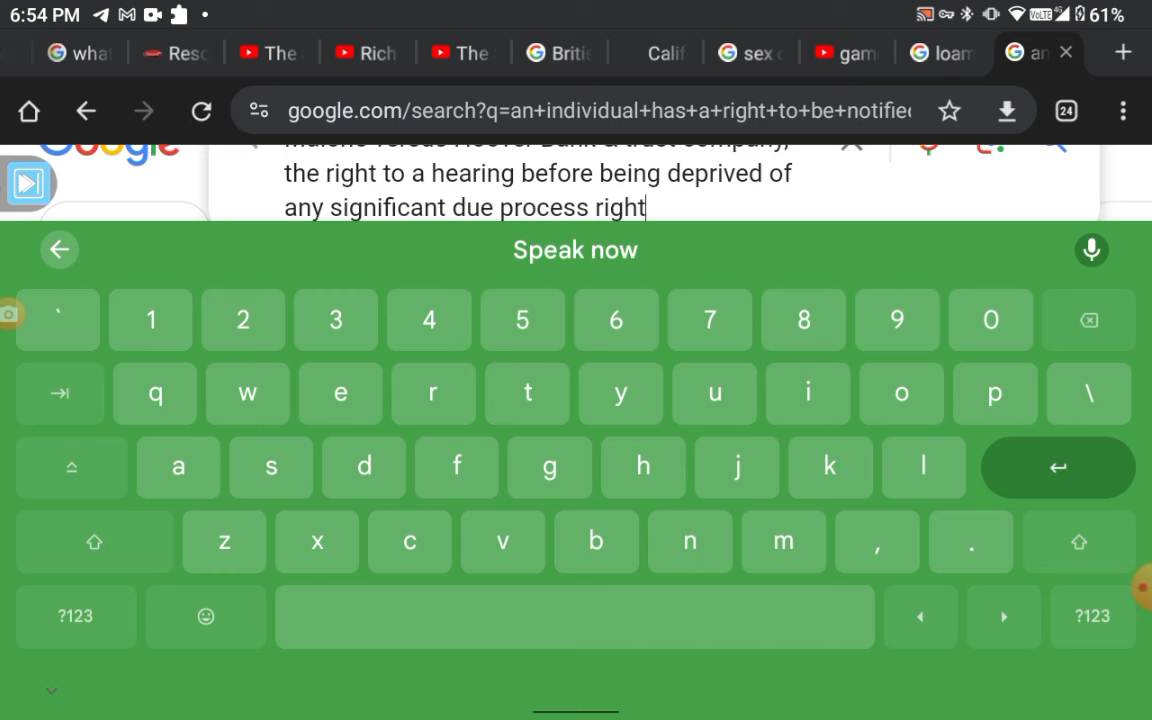 6:54 PM 61%
what
Resc
The
Rich
The
Britis
Calif
sex
gam
loam
an
google.com/search?q=an+individual+has+a+right+to+be+notified
24
the right to a hearing before being deprived of
any significant due process right
Speak now
` 1 2 3 4 5 6 7 8 9 0
q w e r t y u i o p \
a s d f g h j k l
z x c v b n m , .
?123 ?123